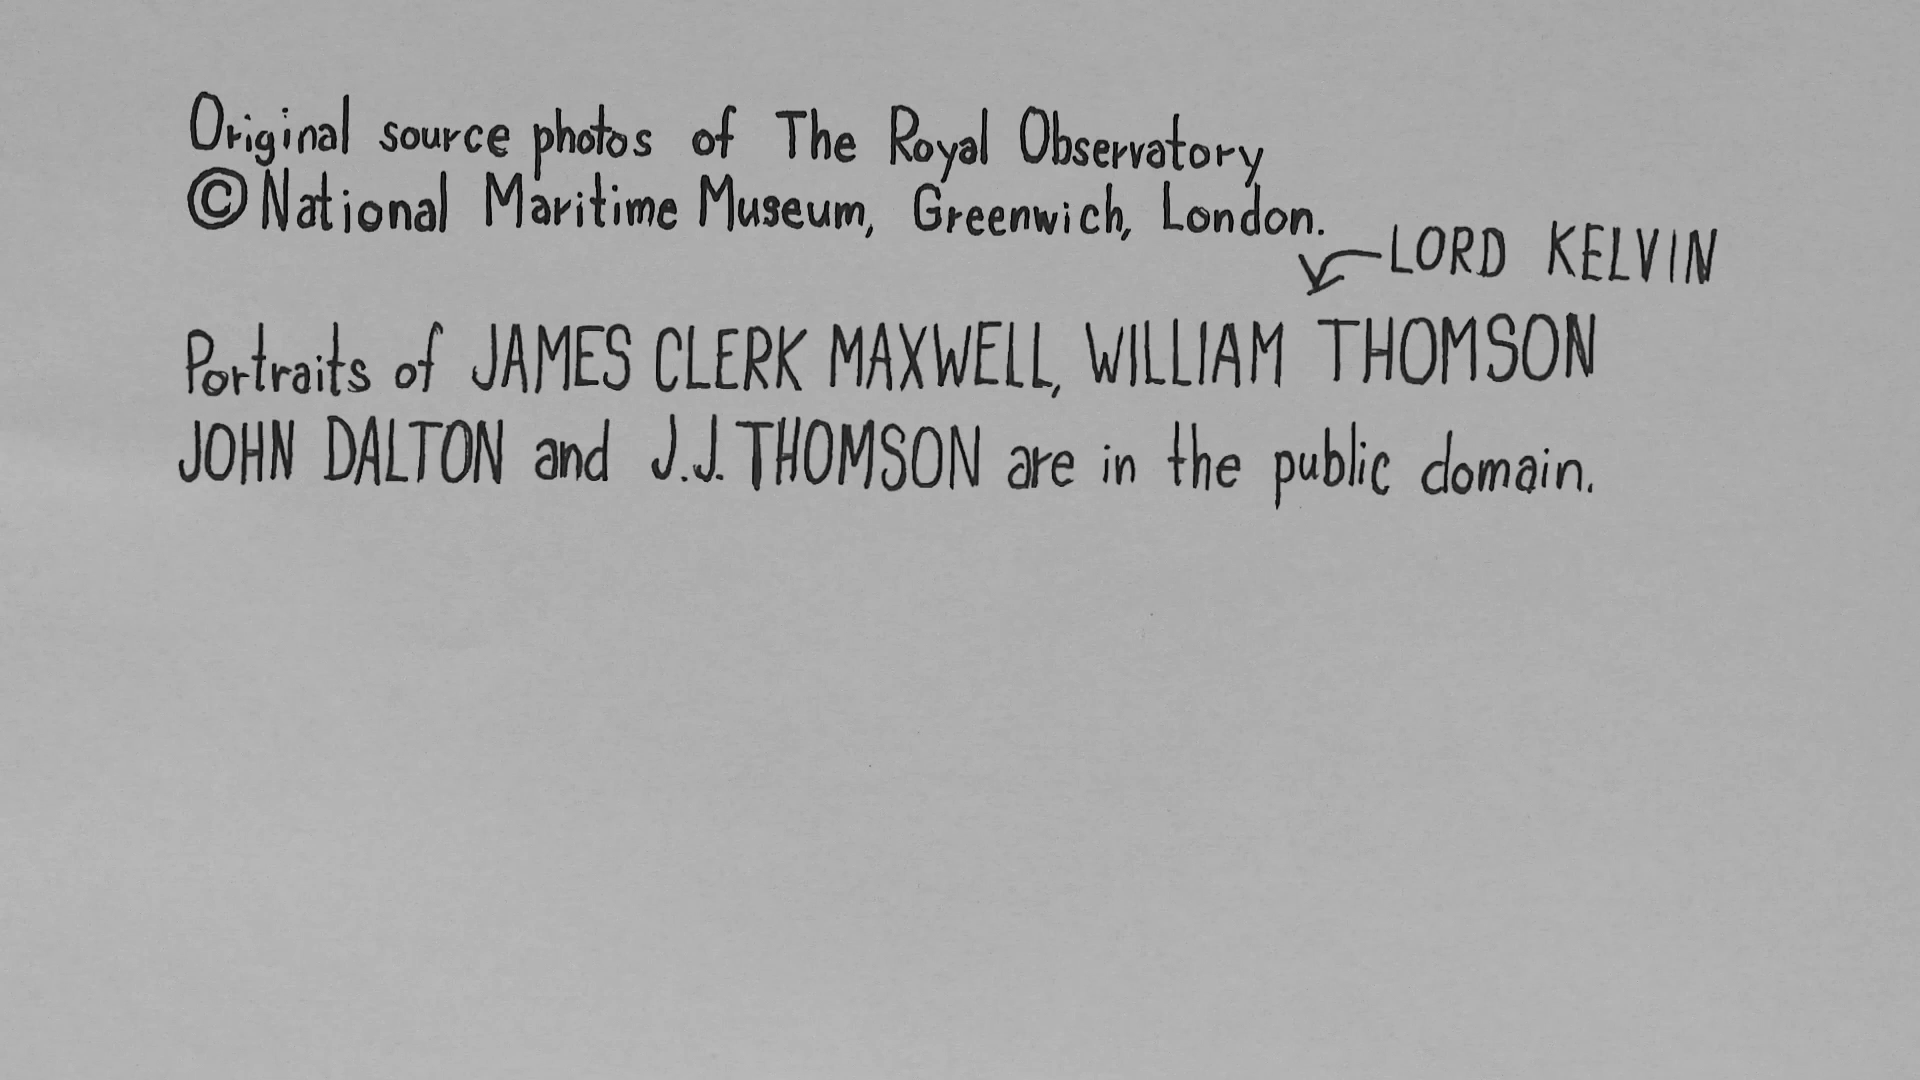 Original source photos of The Royal Observatory
© National Maritime Museum, Greenwich, London.
LORD KELVIN
Portraits of JAMES CLERK MAXWELL, WILLIAM THOMSON
JOHN DALTON and J.J. THOMSON are in the public domain.